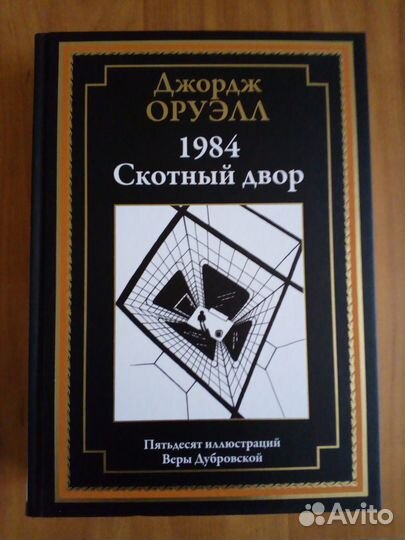 Джордж
ОРУЭЛЛ
1984
Скотный двор
Пятьдесят иллюстраций
Веры Дубровской
Avito